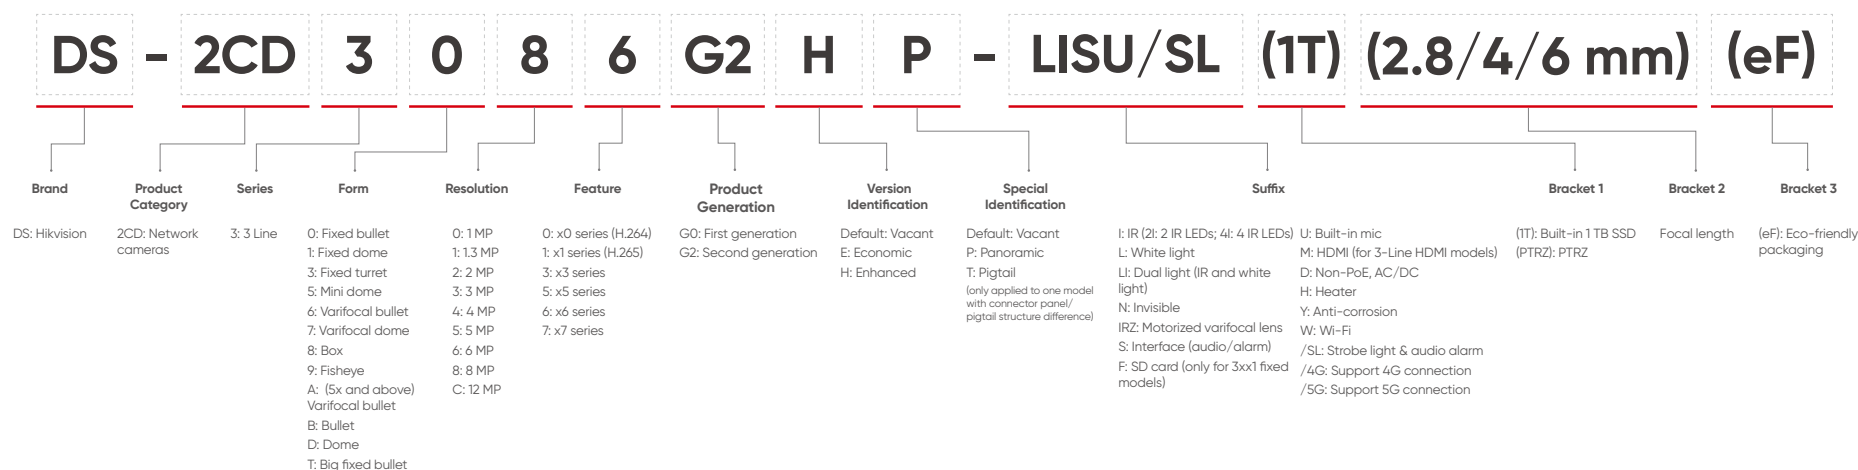 DS - 2CD 3 0 8 6 G2 H P - LISU/SL (1T) (2.8/4/6 mm) (eF)
Brand
DS: Hikvision
Product
Category
2CD: Network
cameras
Series
3: 3 Line
Form
0: Fixed bullet
1: Fixed dome
3: Fixed turret
5: Mini dome
6: Varifocal bullet
7: Varifocal dome
8: Box
9: Fisheye
A: (5x and above)
Varifocal bullet
B: Bullet
D: Dome
T: Big fixed bullet
Resolution
0: 1 MP
1: 1.3 MP
2: 2 MP
3: 3 MP
4: 4 MP
5: 5 MP
6: 6 MP
8: 8 MP
C: 12 MP
Feature
0: x0 series (H.264)
1: x1 series (H.265)
3: x3 series
5: x5 series
6: x6 series
7: x7 series
Product
Generation
G0: First generation
G2: Second generation
Version
Identification
Default: Vacant
E: Economic
H: Enhanced
Special
Identification
Default: Vacant
P: Panoramic
T: Pigtail
(only applied to one model
with connector panel/
pigtail structure difference)
Suffix
I: IR (2I: 2 IR LEDs; 4I: 4 IR LEDs)
L: White light
LI: Dual light (IR and white
light)
N: Invisible
IRZ: Motorized varifocal lens
S: Interface (audio/alarm)
F: SD card (only for 3xx1 fixed
models)
U: Built-in mic
M: HDMI (for 3-Line HDMI models)
D: Non-PoE, AC/DC
H: Heater
Y: Anti-corrosion
W: Wi-Fi
/SL: Strobe light & audio alarm
/4G: Support 4G connection
/5G: Support 5G connection
Bracket 1
(1T): Built-in 1 TB SSD
(PTRZ): PTRZ
Bracket 2
Focal length
Bracket 3
(eF): Eco-friendly
packaging